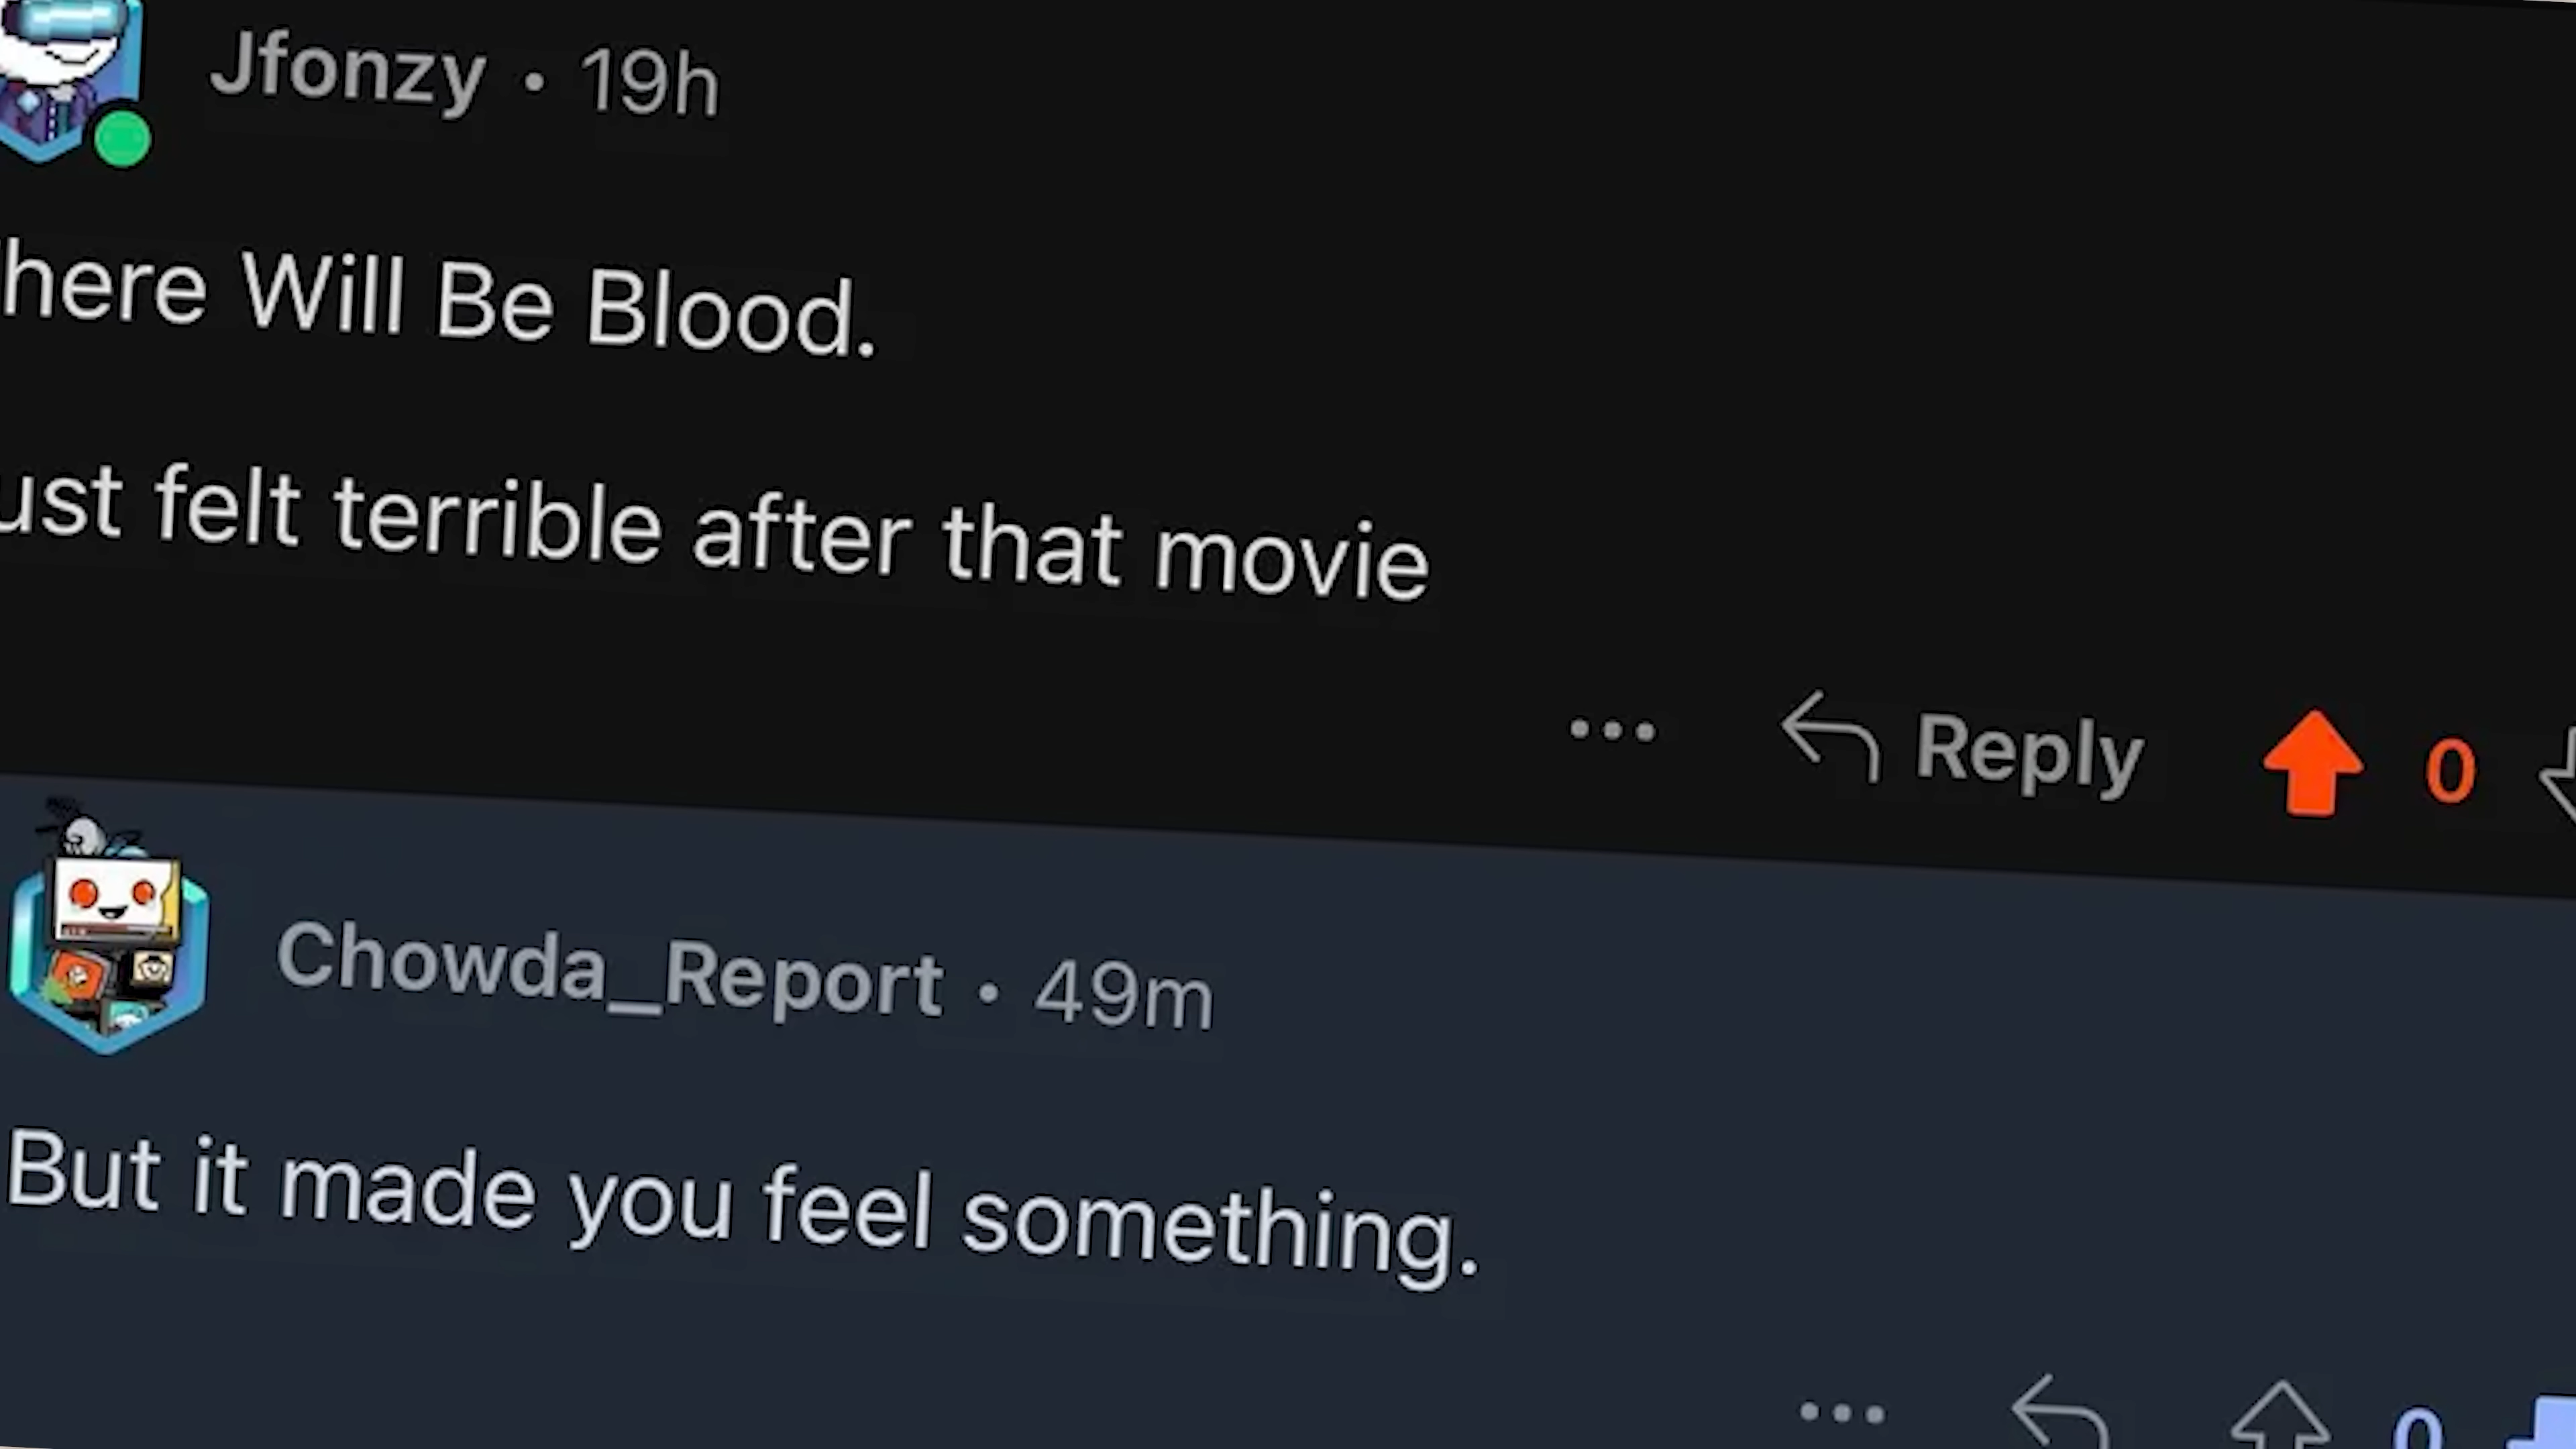 Jfonzy • 19h
here Will Be Blood.
ust felt terrible after that movie
... Reply 0
Chowda_Report • 49m
But it made you feel something.
... 0